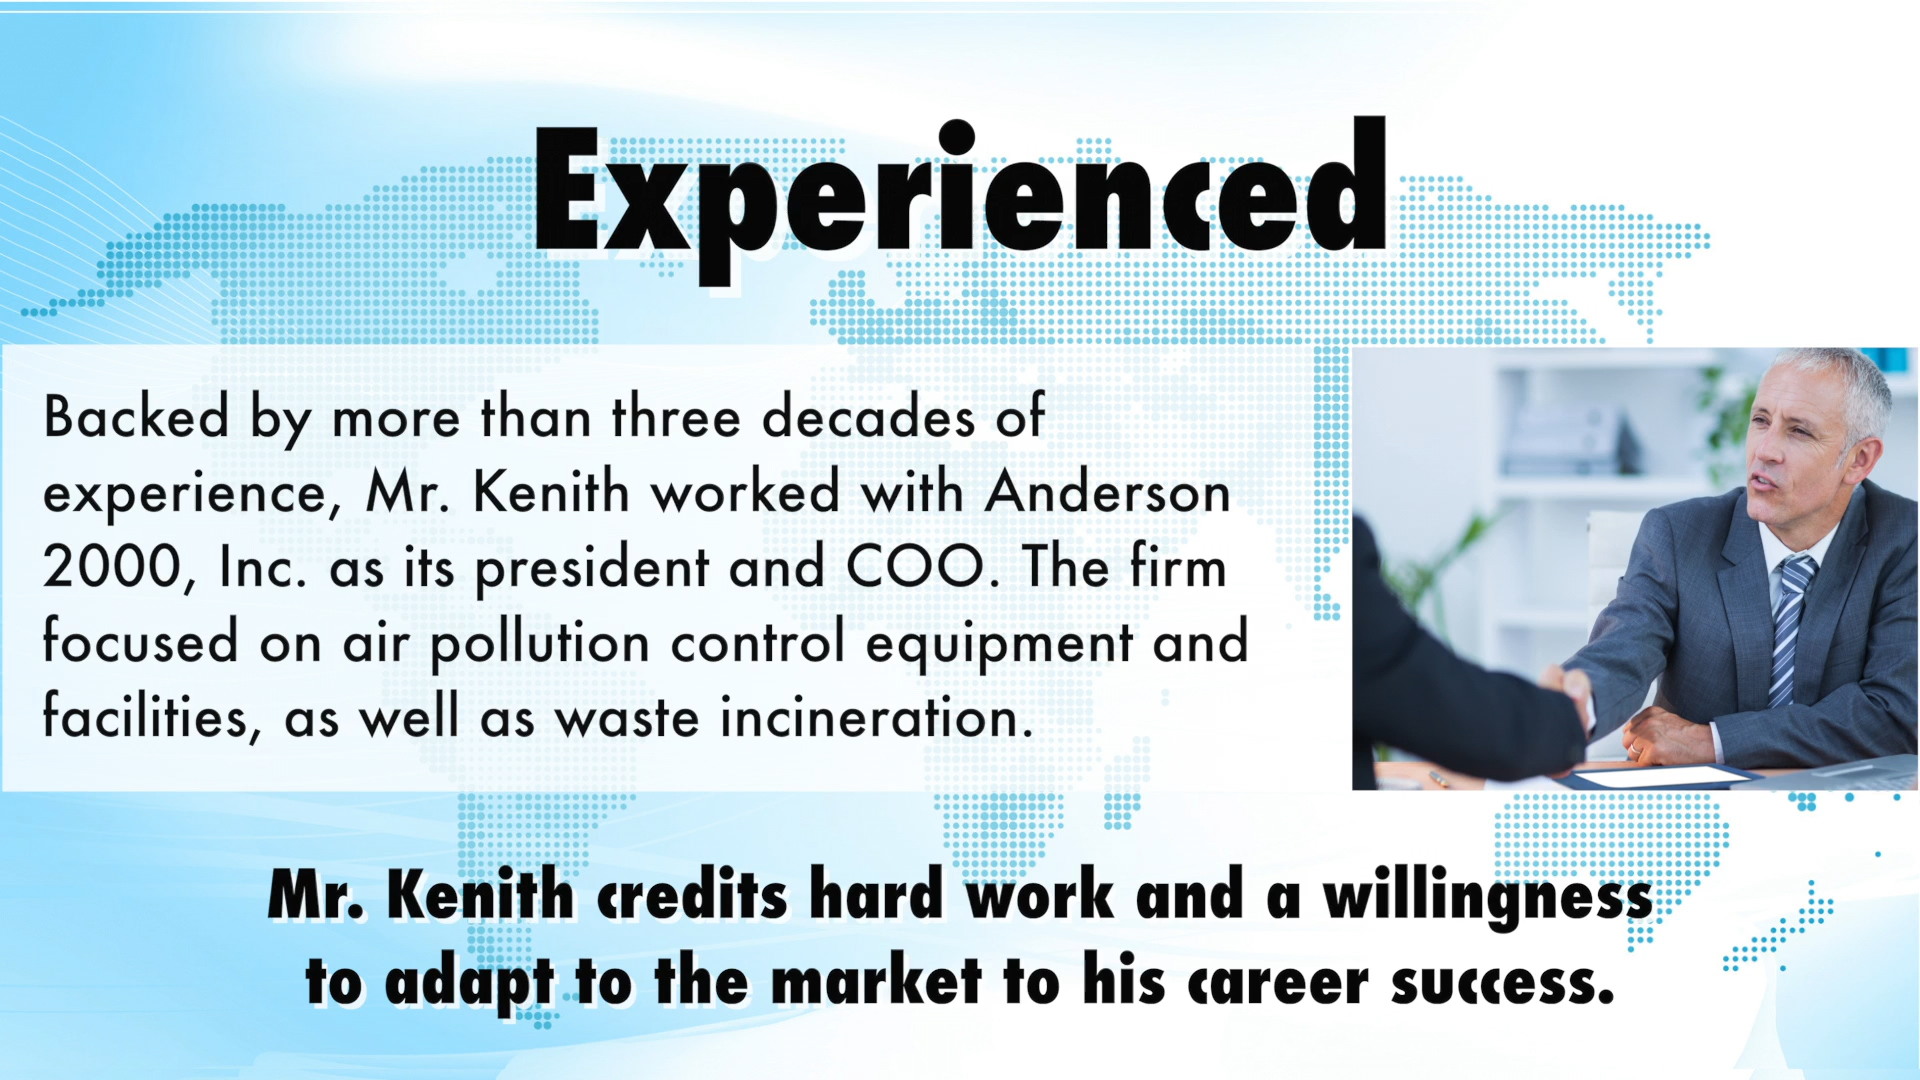 Experienced
Backed by more than three decades of
experience, Mr. Kenith worked with Anderson
2000, Inc. as its president and COO. The firm
focused on air pollution control equipment and
facilities, as well as waste incineration.
Mr. Kenith credits hard work and a willingness
to adapt to the market to his career success.